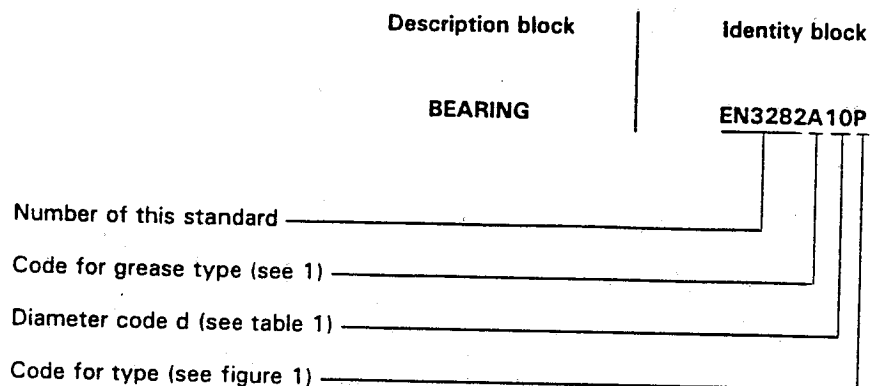 Description block Identity block
BEARING EN3282A10P
Number of this standard
Code for grease type (see 1)
Diameter code d (see table 1)
Code for type (see figure 1)